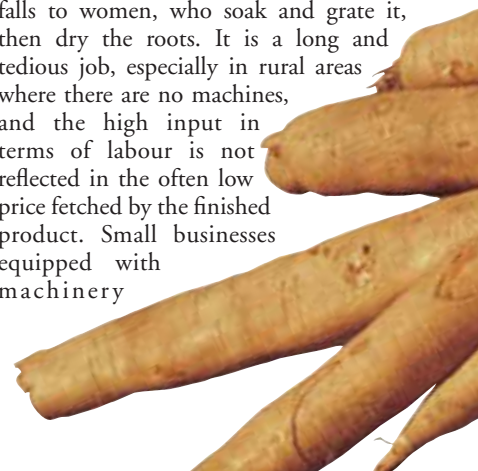 falls to women, who soak and grate it,
then dry the roots. It is a long and
tedious job, especially in rural areas
where there are no machines,
and the high input in
terms of labour is not
reflected in the often low
price fetched by the finished
product. Small businesses
equipped with
machinery